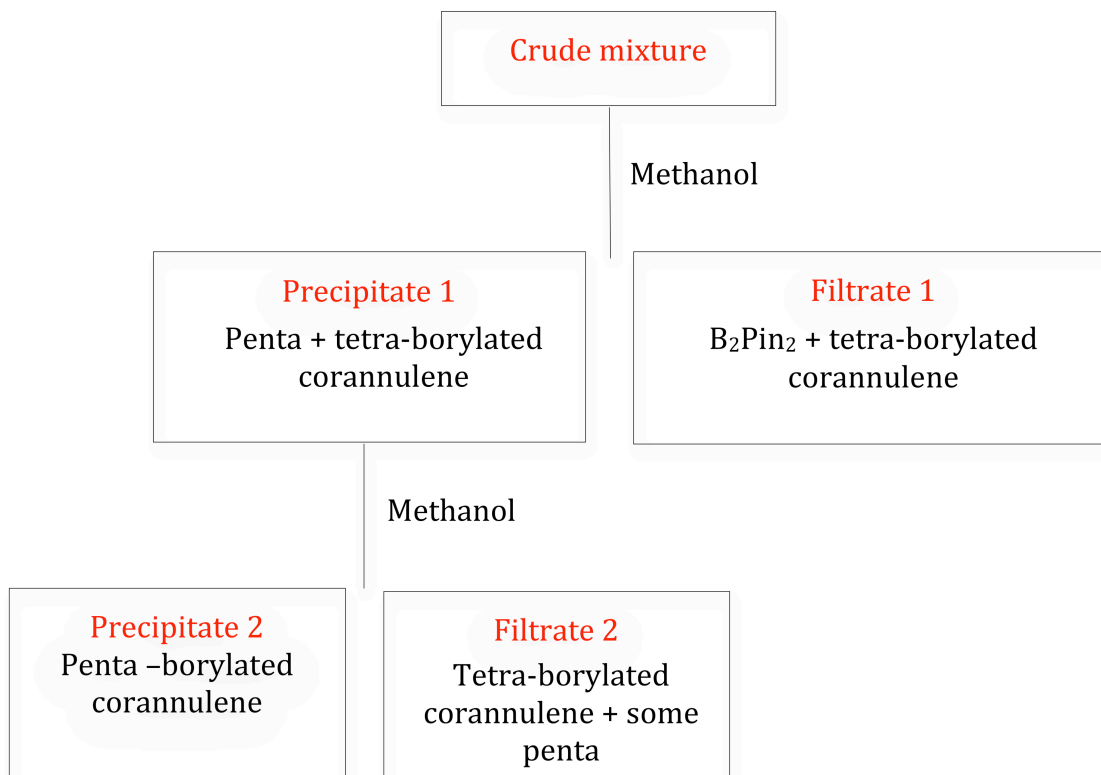 Crude mixture
Methanol
Precipitate 1
Penta + tetra-borylated
corannulene
Filtrate 1
B₂Pin₂ + tetra-borylated
corannulene
Methanol
Precipitate 2
Penta –borylated
corannulene
Filtrate 2
Tetra-borylated
corannulene + some
penta